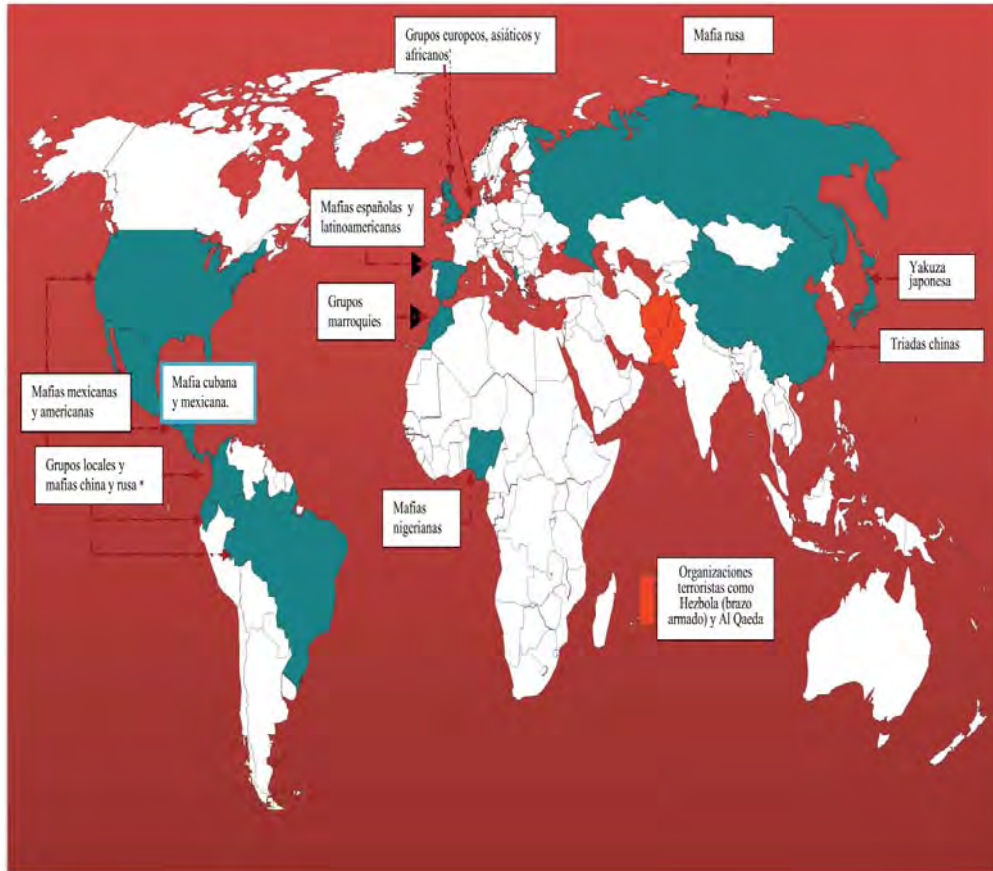 Grupos europeos, asiáticos y
africanos
Mafia rusa
Mafias españolas y
latinoamericanas
Grupos
marroquies
Yakuza
japonesa
Triadas chinas
Mafias mexicanas
y americanas
Mafia cubana
y mexicana.
Grupos locales y
mafias china y rusa *
Mafias
nigerianas
Organizaciones
terroristas como
Hezbola (brazo
armado) y Al Qaeda